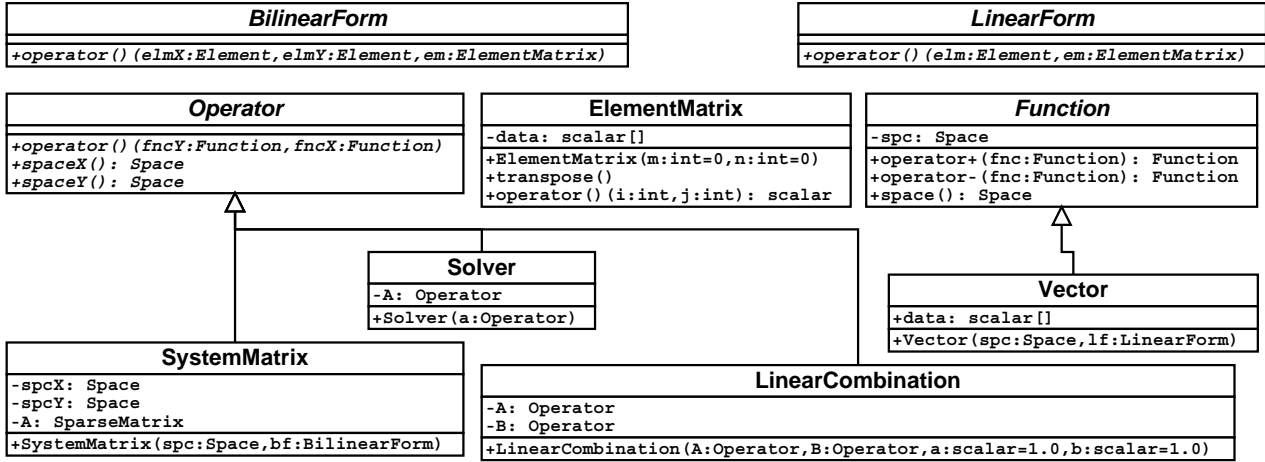 BilinearForm
+operator()(elmX:Element,elmY:Element,em:ElementMatrix)
LinearForm
+operator()(elm:Element,em:ElementMatrix)
Operator
+operator()(fncY:Function,fncX:Function)
+spaceX(): Space
+spaceY(): Space
ElementMatrix
-data: scalar[]
+ElementMatrix(m:int=0,n:int=0)
+transpose()
+operator()(i:int,j:int): scalar
Function
-spc: Space
+operator+(fnc:Function): Function
+operator-(fnc:Function): Function
+space(): Space
Solver
-A: Operator
+Solver(a:Operator)
Vector
+data: scalar[]
+Vector(spc:Space,lf:LinearForm)
SystemMatrix
-spcX: Space
-spcY: Space
-A: SparseMatrix
+SystemMatrix(spc:Space,bf:BilinearForm)
LinearCombination
-A: Operator
-B: Operator
+LinearCombination(A:Operator,B:Operator,a:scalar=1.0,b:scalar=1.0)